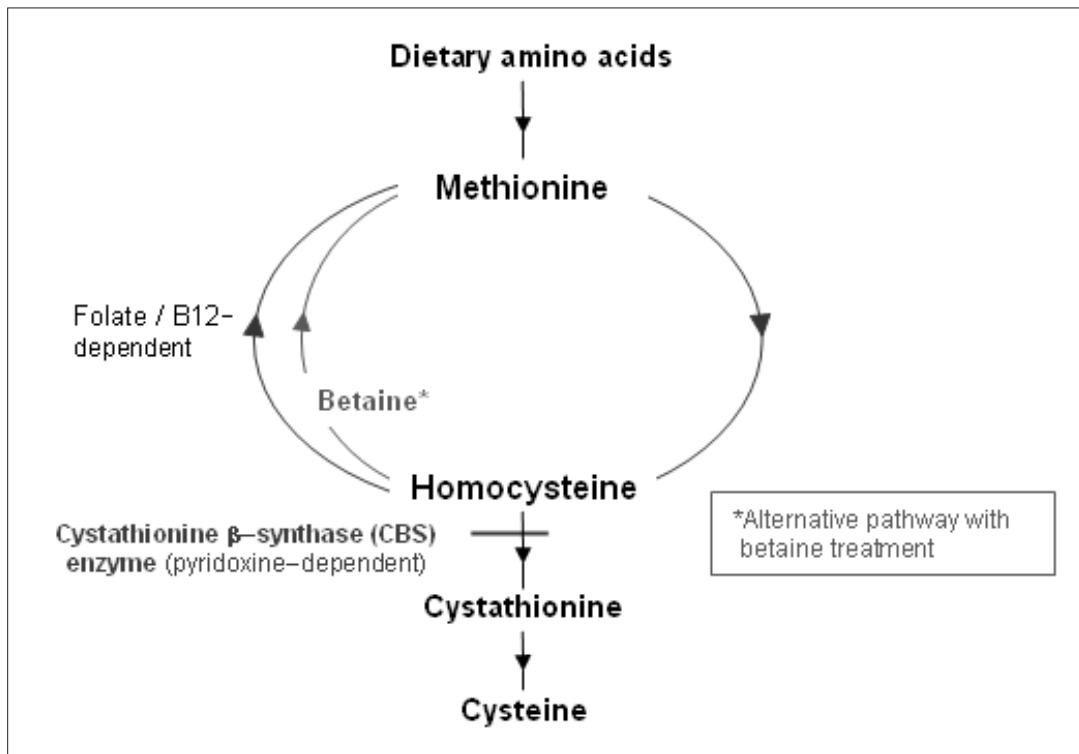 Dietary amino acids
Methionine
Folate / B12–
dependent
Betaine*
Homocysteine
Cystathionine β–synthase (CBS)
enzyme (pyridoxine–dependent)
*Alternative pathway with
betaine treatment
Cystathionine
Cysteine